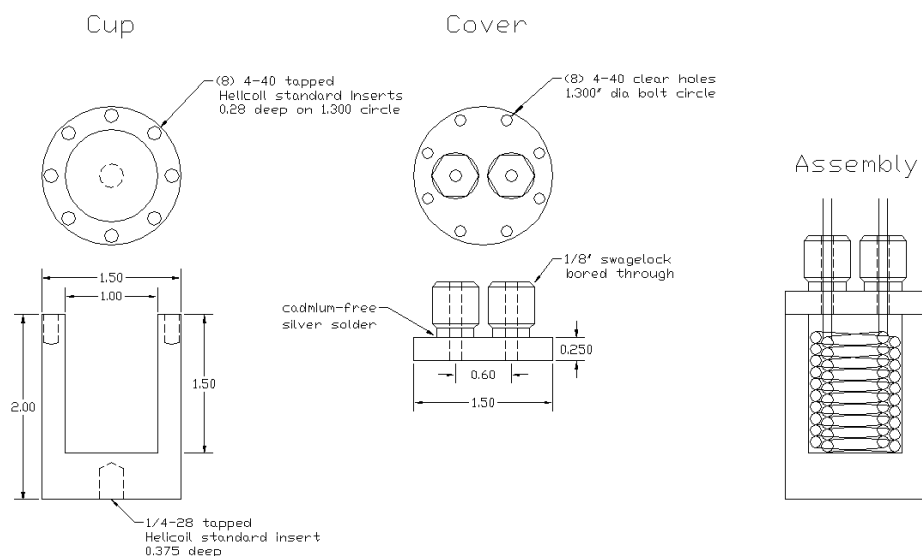 Cup
Cover
(8) 4-40 tapped
Helicoil standard Inserts
0.28 deep on 1.300 circle
(8) 4-40 clear holes
1.300" dia bolt circle
Assembly
1.50
1.00
1/8" swagelock
bored through
cadmium-free
silver solder
2.00
1.50
0.250
0.60
1.50
1/4-28 tapped
Helicoil standard insert
0.375 deep